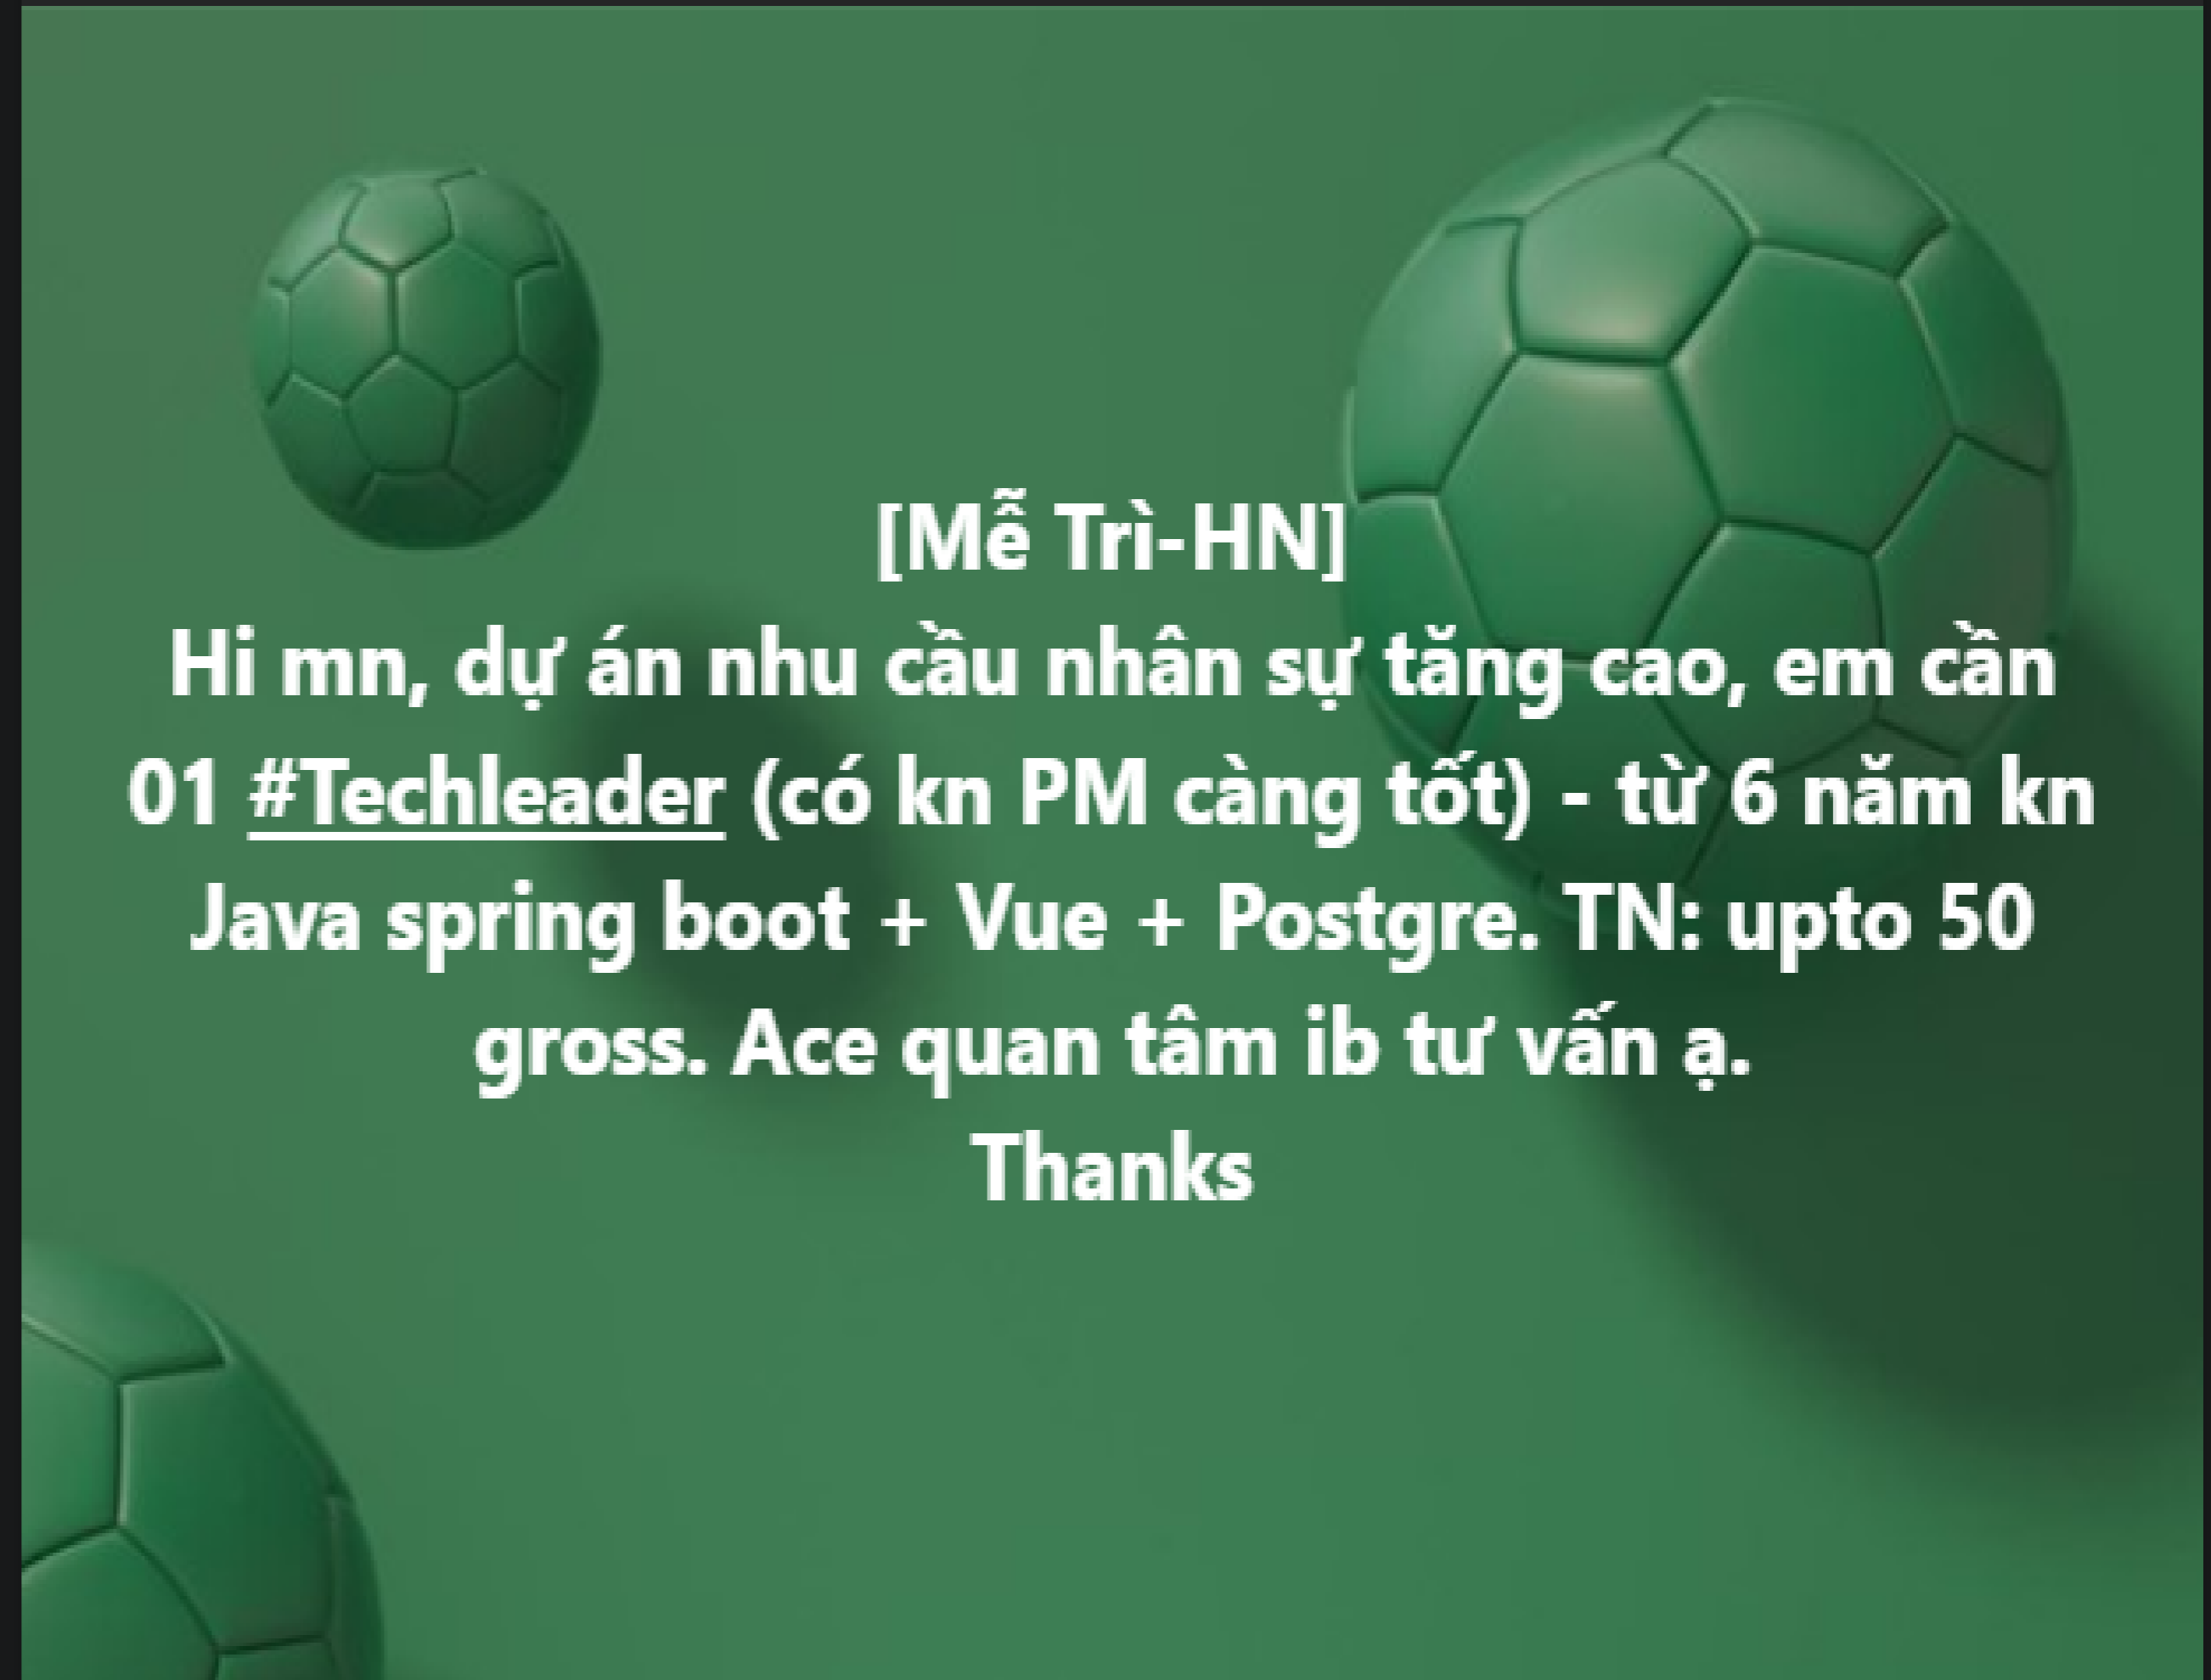 [Mễ Trì-HN]
Hi mn, dự án nhu cầu nhân sự tăng cao, em cần
01 #Techleader (có kn PM càng tốt) - từ 6 năm kn
Java spring boot + Vue + Postgre. TN: upto 50
gross. Ace quan tâm ib tư vấn ạ.
Thanks